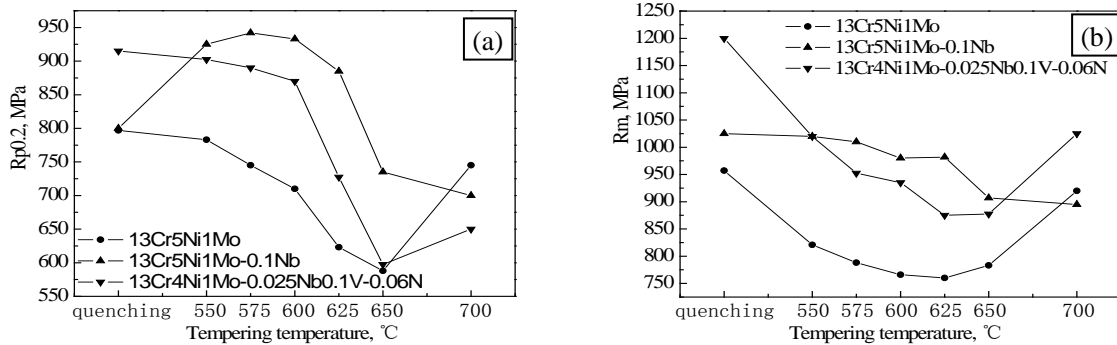 (a)
950
900
850
800
750
700
650
600
550
Rp0.2, MPa
13Cr5Ni1Mo
13Cr5Ni1Mo-0.1Nb
13Cr4Ni1Mo-0.025Nb0.1V-0.06N
quenching 550 575 600 625 650 700
Tempering temperature, ℃
(b)
1250
1200
1150
1100
1050
1000
950
900
850
800
750
Rm, MPa
13Cr5Ni1Mo
13Cr5Ni1Mo-0.1Nb
13Cr4Ni1Mo-0.025Nb0.1V-0.06N
quenching 550 575 600 625 650 700
Tempering temperature, ℃